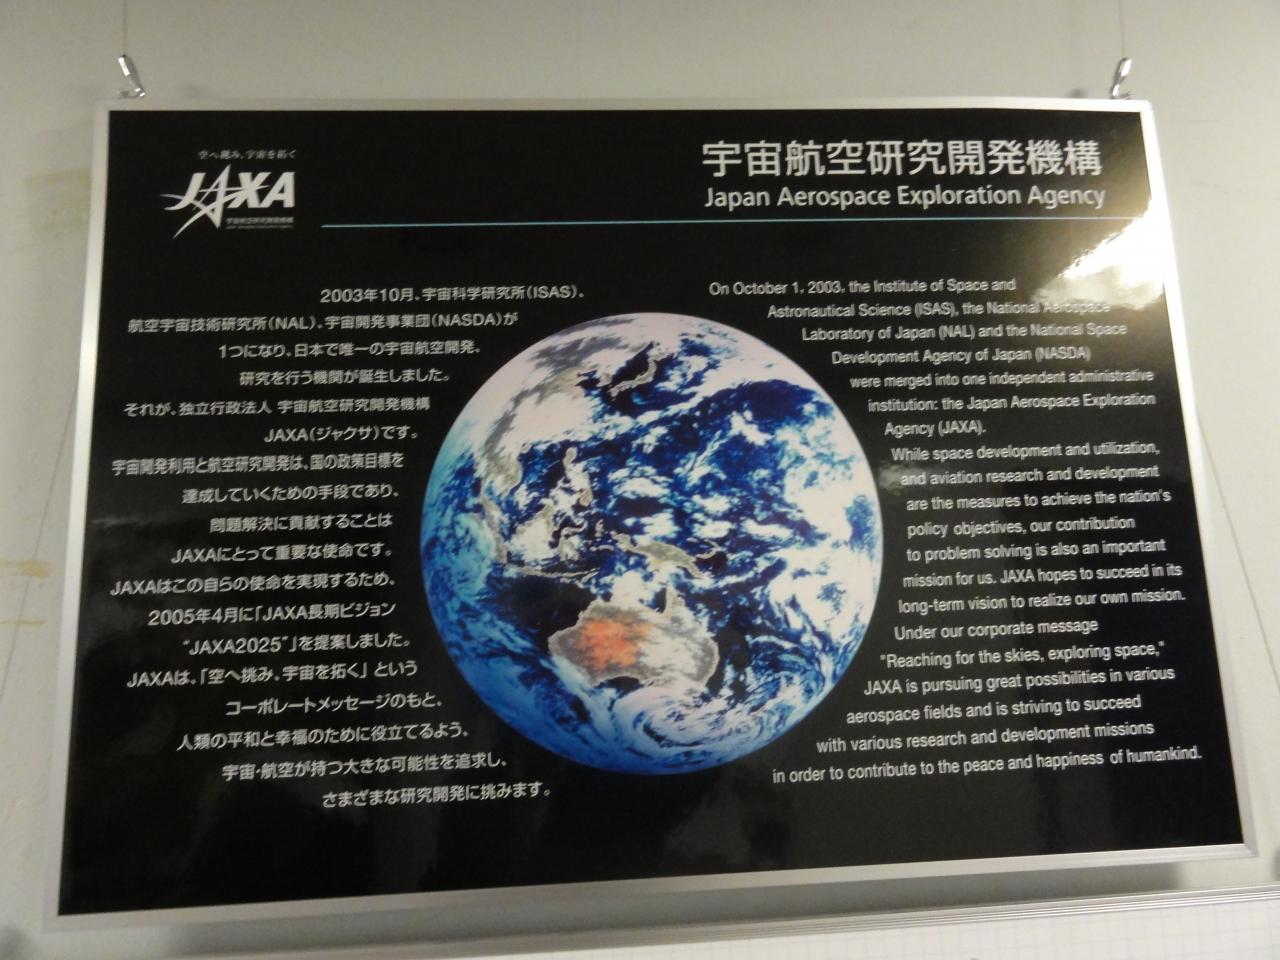 空へ挑み、宇宙を拓く
JAXA
宇宙航空研究開発機構
宇宙航空研究開発機構
Japan Aerospace Exploration Agency
2003年10月、宇宙科学研究所(ISAS)、
航空宇宙技術研究所(NAL)、宇宙開発事業団(NASDA)が
1つになり、日本で唯一の宇宙航空開発、
研究を行う機関が誕生しました。
それが、独立行政法人 宇宙航空研究開発機構
JAXA(ジャクサ)です。
宇宙開発利用と航空研究開発は、国の政策目標を
達成していくための手段であり、
問題解決に貢献することは
JAXAにとって重要な使命です。
JAXAはこの自らの使命を実現するため、
2005年4月に「JAXA長期ビジョン
"JAXA2025"」を提案しました。
JAXAは、「空へ挑み、宇宙を拓く」という
コーポレートメッセージのもと、
人類の平和と幸福のために役立てるよう、
宇宙・航空が持つ大きな可能性を追求し、
さまざまな研究開発に挑みます。
On October 1, 2003, the Institute of Space and
Astronautical Science (ISAS), the National Aerospace
Laboratory of Japan (NAL) and the National Space
Development Agency of Japan (NASDA)
were merged into one independent administrative
institution: the Japan Aerospace Exploration
Agency (JAXA).
While space development and utilization,
and aviation research and development
are the measures to achieve the nation's
policy objectives, our contribution
to problem solving is also an important
mission for us. JAXA hopes to succeed in its
long-term vision to realize our own mission.
Under our corporate message
"Reaching for the skies, exploring space,"
JAXA is pursuing great possibilities in various
aerospace fields and is striving to succeed
with various research and development missions
in order to contribute to the peace and happiness of humankind.